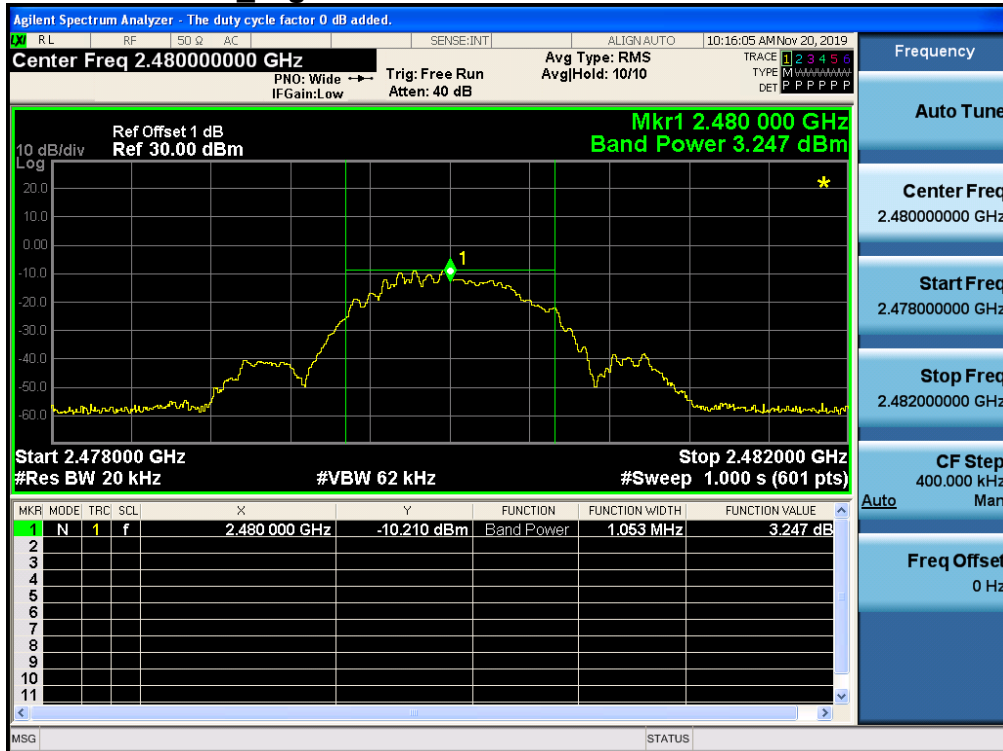 Agilent Spectrum Analyzer - The duty cycle factor 0 dB added.
LXI RL RF 50 Ω AC SENSE:INT ALIGN AUTO 10:16:05 AM Nov 20, 2019
Center Freq 2.480000000 GHz
PNO: Wide
IFGain:Low
Trig: Free Run
Atten: 40 dB
Avg Type: RMS
Avg|Hold: 10/10
TRACE 1 2 3 4 5 6
TYPE M
DET P P P P P P
Ref Offset 1 dB
10 dB/div Ref 30.00 dBm
Log
Mkr1 2.480 000 GHz
Band Power 3.247 dBm
20.0
10.0
0.00
-10.0
-20.0
-30.0
-40.0
-50.0
-60.0
1
Start 2.478000 GHz Stop 2.482000 GHz
#Res BW 20 kHz #VBW 62 kHz #Sweep 1.000 s (601 pts)
MKR MODE TRC SCL X Y FUNCTION FUNCTION WIDTH FUNCTION VALUE
1 N 1 f 2.480 000 GHz -10.210 dBm Band Power 1.053 MHz 3.247 dB
2
3
4
5
6
7
8
9
10
11
MSG STATUS
Frequency
Auto Tune
Center Freq
2.480000000 GHz
Start Freq
2.478000000 GHz
Stop Freq
2.482000000 GHz
CF Step
400.000 kHz
Auto Man
Freq Offset
0 Hz